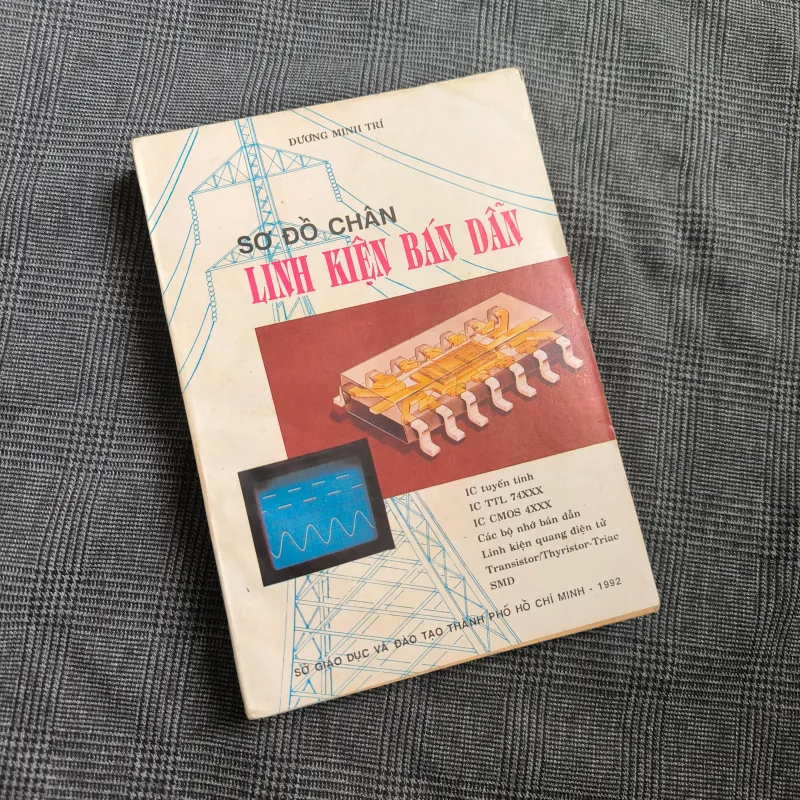 DƯƠNG MINH TRÍ
SƠ ĐỒ CHÂN
LINH KIỆN BÁN DẪN
IC tuyến tính
IC TTL 74XXX
IC CMOS 4XXX
Các bộ nhớ bán dẫn
Linh kiện quang điện tử
Transistor/Thyristor-Triac
SMD
SỞ GIÁO DỤC VÀ ĐÀO TẠO THÀNH PHỐ HỒ CHÍ MINH - 1992